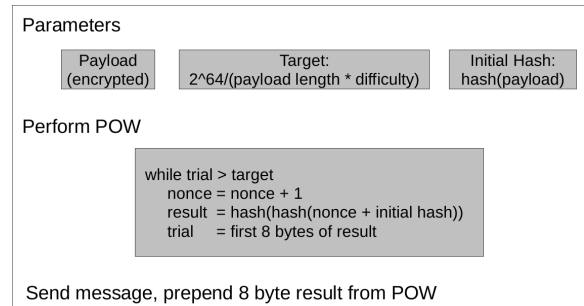 Parameters
Payload
(encrypted)
Target:
2^64/(payload length * difficulty)
Initial Hash:
hash(payload)
Perform POW
while trial > target
nonce = nonce + 1
result = hash(hash(nonce + initial hash))
trial = first 8 bytes of result
Send message, prepend 8 byte result from POW